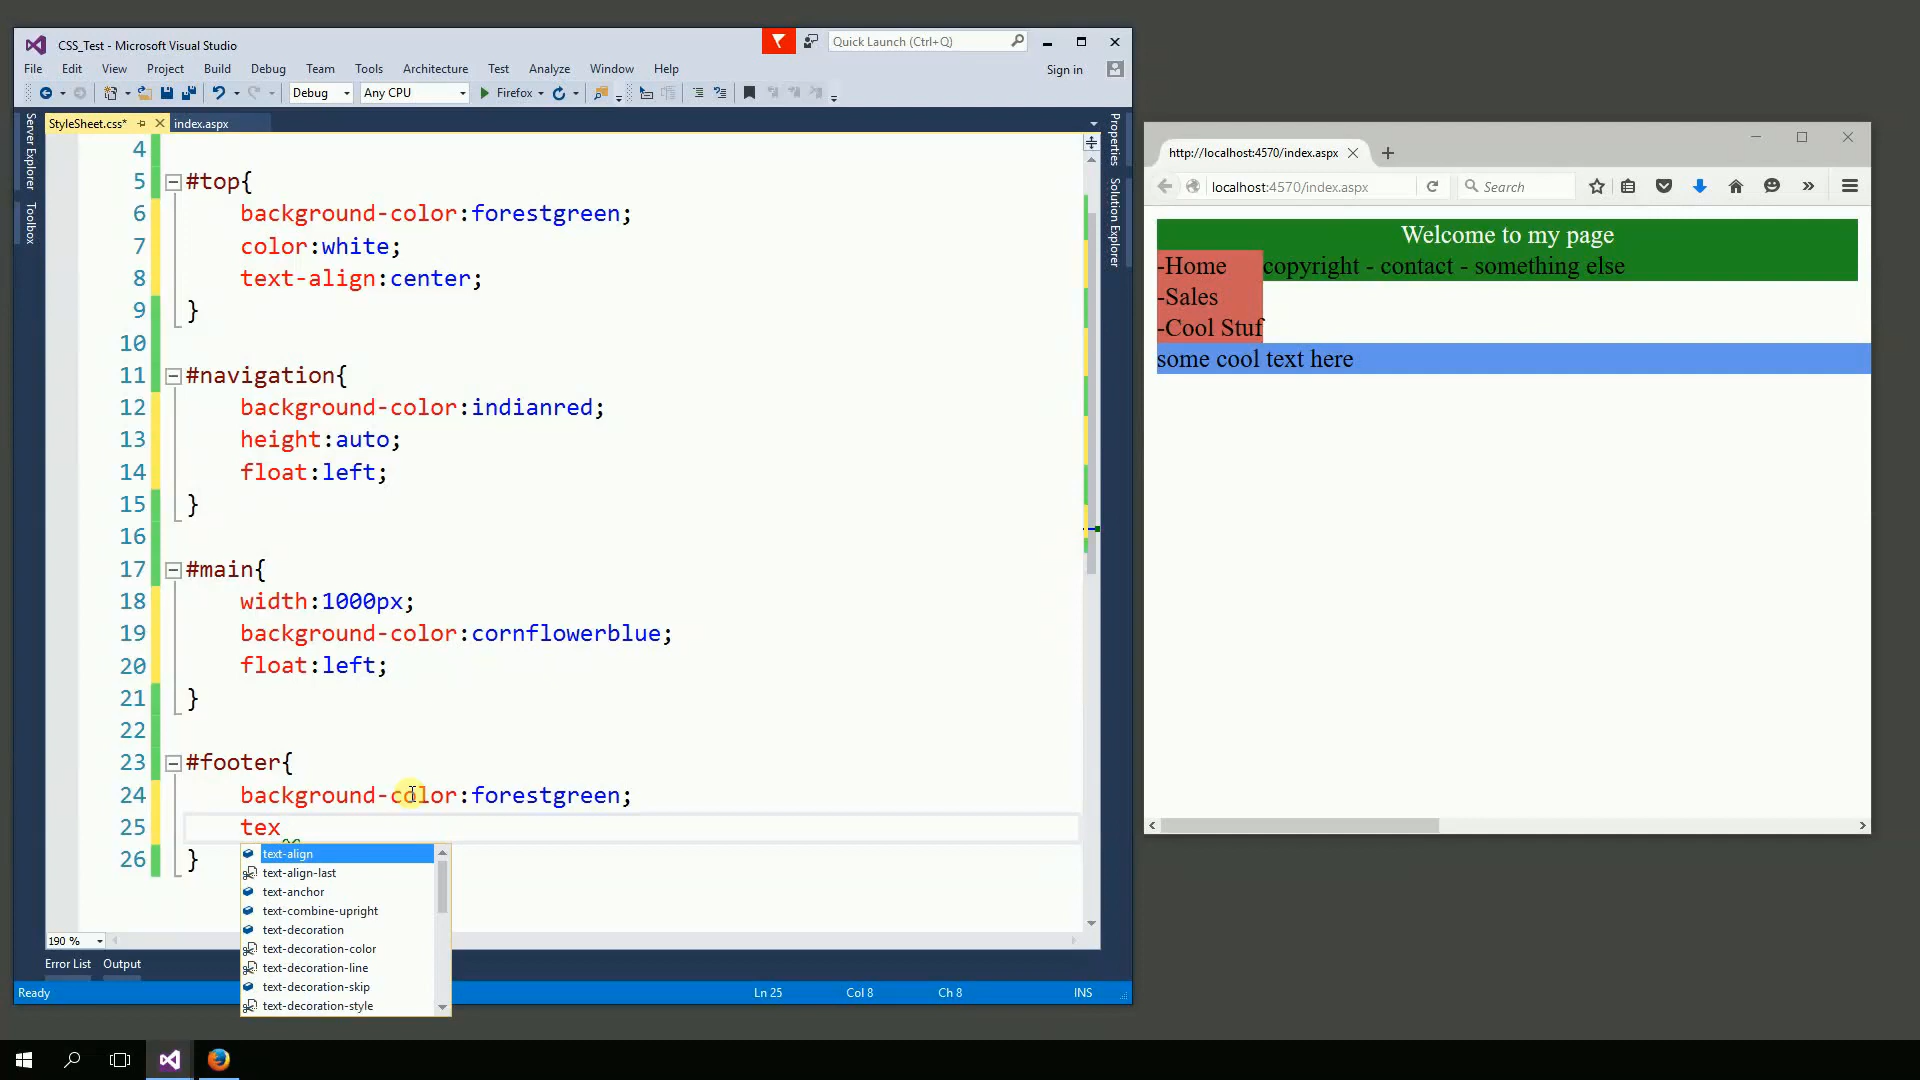 CSS_Test - Microsoft Visual Studio
Quick Launch (Ctrl+Q)
File Edit View Project Build Debug Team Tools Test Architecture Analyze Window Help
Sign in
Debug Any CPU Firefox
StyleSheet.css* index.aspx
Server Explorer
Toolbox
Properties
Solution Explorer
4
5 #top{
6 background-color:forestgreen;
7 color:white;
8 text-align:center;
9 }
10
11 #navigation{
12 background-color:indianred;
13 height:auto;
14 float:left;
15 }
16
17 #main{
18 width:1000px;
19 background-color:cornflowerblue;
20 float:left;
21 }
22
23 #footer{
24 background-color:forestgreen;
25 tex
26 }
text-align
text-align-last
text-anchor
text-combine-upright
text-decoration
text-decoration-color
text-decoration-line
text-decoration-skip
text-decoration-style
190 %
Error List Output
Ready Ln 25 Col 8 Ch 8 INS
http://localhost:4570/index.aspx
localhost:4570/index.aspx Search
Welcome to my page
-Home copyright - contact - something else
-Sales
-Cool Stuf
some cool text here